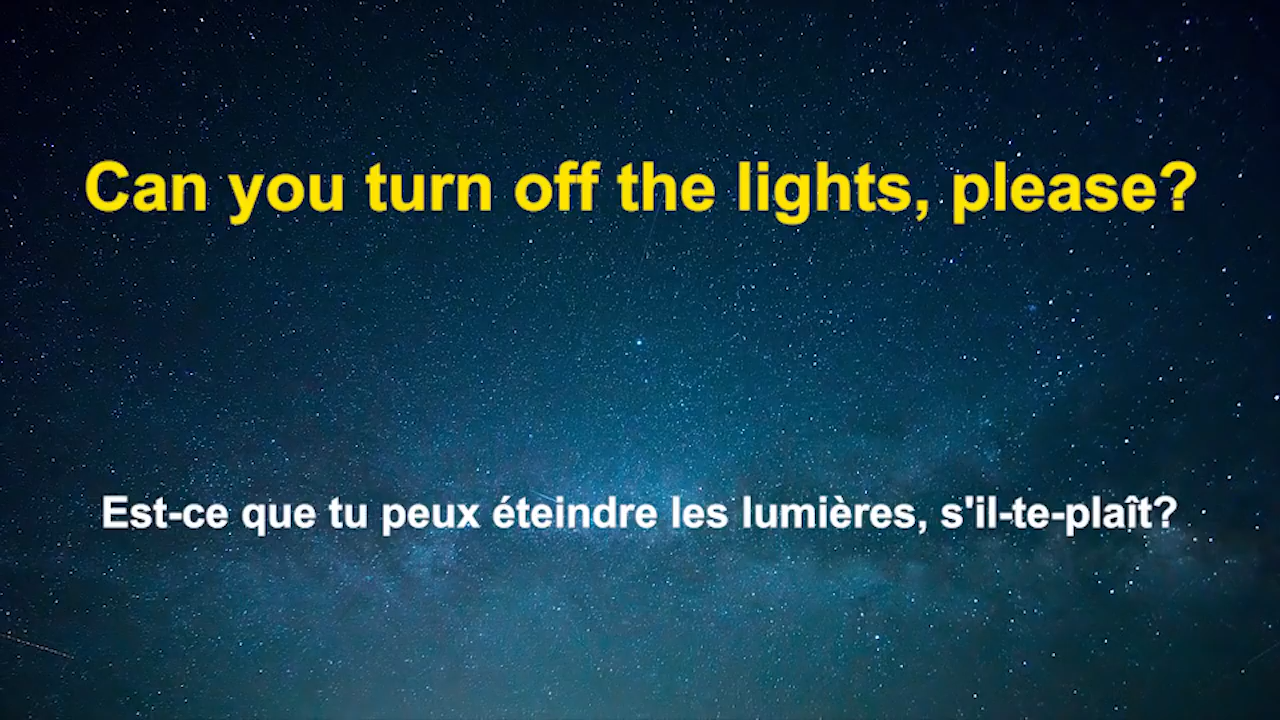 Can you turn off the lights, please?
Est-ce que tu peux éteindre les lumières, s'il-te-plaît?